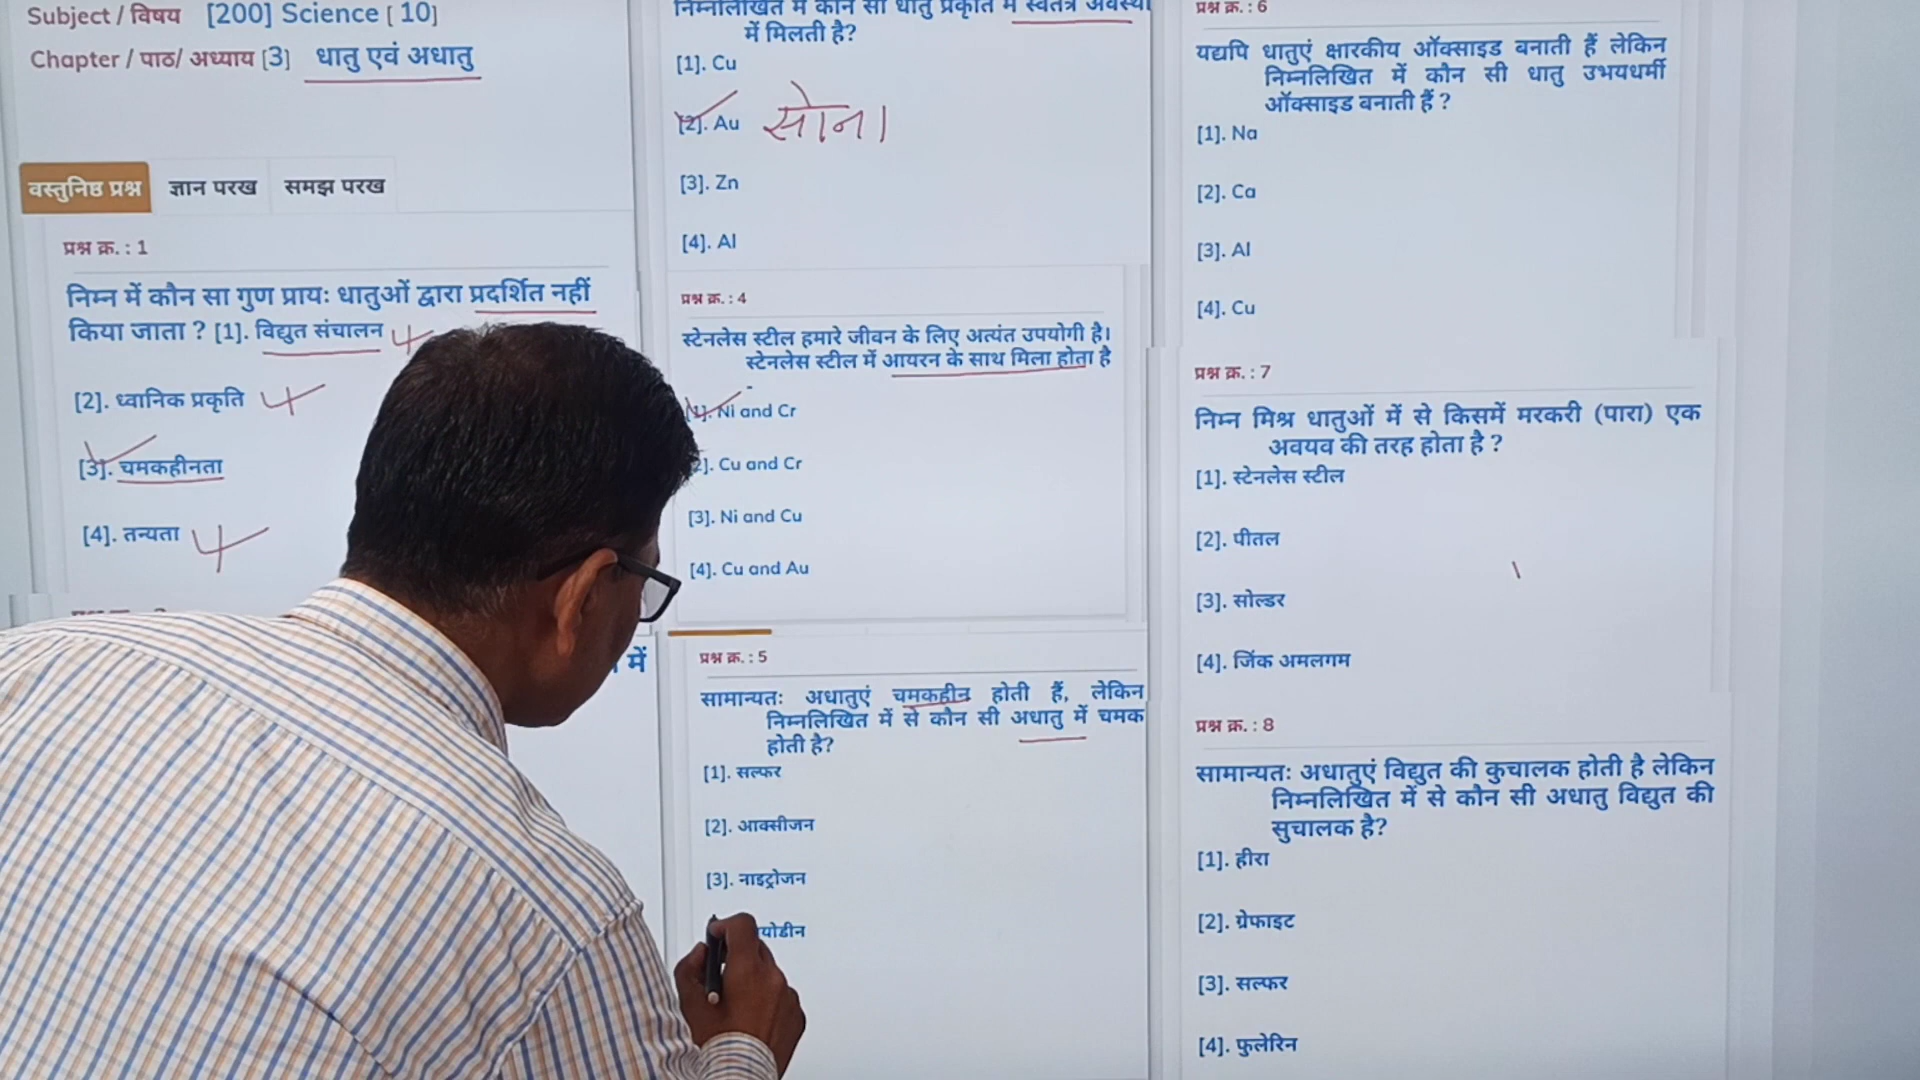 Subject / विषय [200] Science [ 10]
Chapter / पाठ/ अध्याय [3] धातु एवं अधातु
वस्तुनिष्ठ प्रश्न ज्ञान परख समझ परख
प्रश्न क्र. : 1
निम्न में कौन सा गुण प्रायः धातुओं द्वारा प्रदर्शित नहीं
किया जाता ? [1]. विद्युत संचालन
[2]. ध्वानिक प्रकृति
[3]. चमकहीनता
[4]. तन्यता
में
निम्नलिखित में कौन सी धातु प्रकृति में स्वतंत्र अवस्था
में मिलती है?
[1]. Cu
[2]. Au सोना
[3]. Zn
[4]. Al
प्रश्न क्र. : 4
स्टेनलेस स्टील हमारे जीवन के लिए अत्यंत उपयोगी है।
स्टेनलेस स्टील में आयरन के साथ मिला होता है
-
[1]. Ni and Cr
2]. Cu and Cr
[3]. Ni and Cu
[4]. Cu and Au
प्रश्न क्र. : 5
सामान्यतः अधातुएं चमकहीन होती हैं, लेकिन
निम्नलिखित में से कौन सी अधातु में चमक
होती है?
[1]. सल्फर
[2]. आक्सीजन
[3]. नाइट्रोजन
योडीन
प्रश्न क्र. : 6
यद्यपि धातुएं क्षारकीय ऑक्साइड बनाती हैं लेकिन
निम्नलिखित में कौन सी धातु उभयधर्मी
ऑक्साइड बनाती हैं ?
[1]. Na
[2]. Ca
[3]. Al
[4]. Cu
प्रश्न क्र. : 7
निम्न मिश्र धातुओं में से किसमें मरकरी (पारा) एक
अवयव की तरह होता है ?
[1]. स्टेनलेस स्टील
[2]. पीतल
[3]. सोल्डर
[4]. जिंक अमलगम
प्रश्न क्र. : 8
सामान्यतः अधातुएं विद्युत की कुचालक होती है लेकिन
निम्नलिखित में से कौन सी अधातु विद्युत की
सुचालक है?
[1]. हीरा
[2]. ग्रेफाइट
[3]. सल्फर
[4]. फुलेरिन